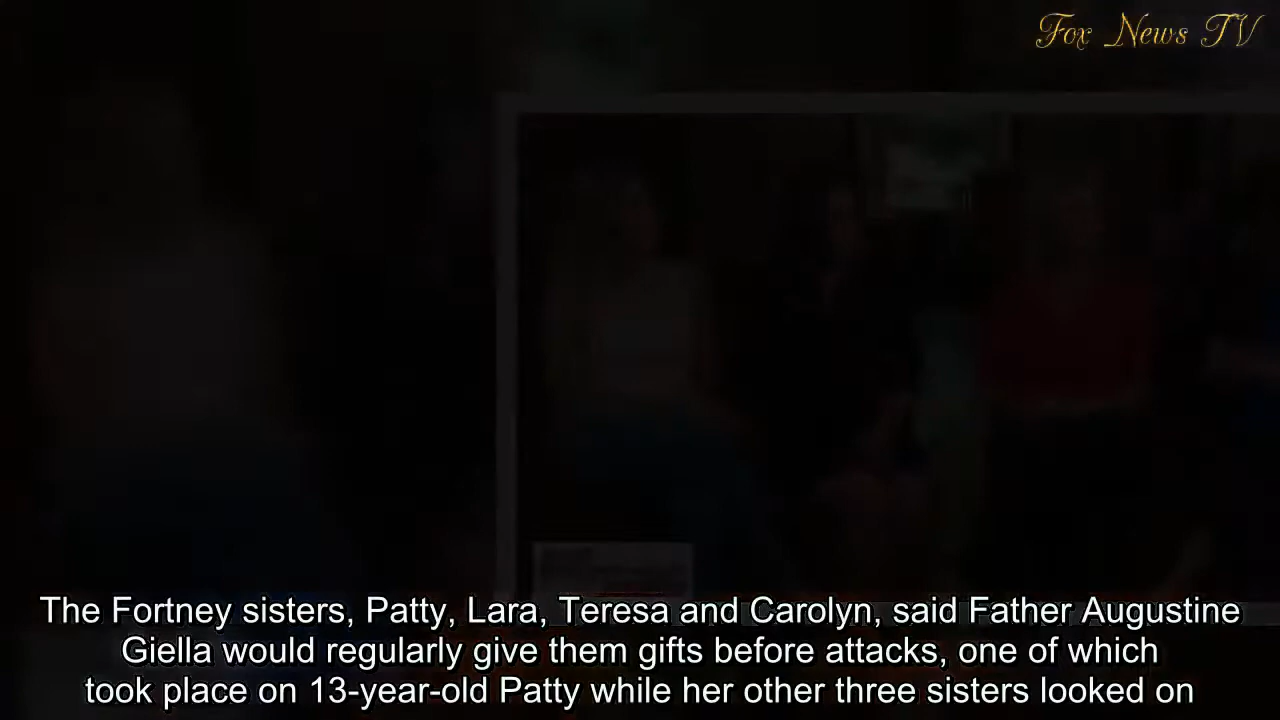 Fox News TV
The Fortney sisters, Patty, Lara, Teresa and Carolyn, said Father Augustine
Giella would regularly give them gifts before attacks, one of which
took place on 13-year-old Patty while her other three sisters looked on